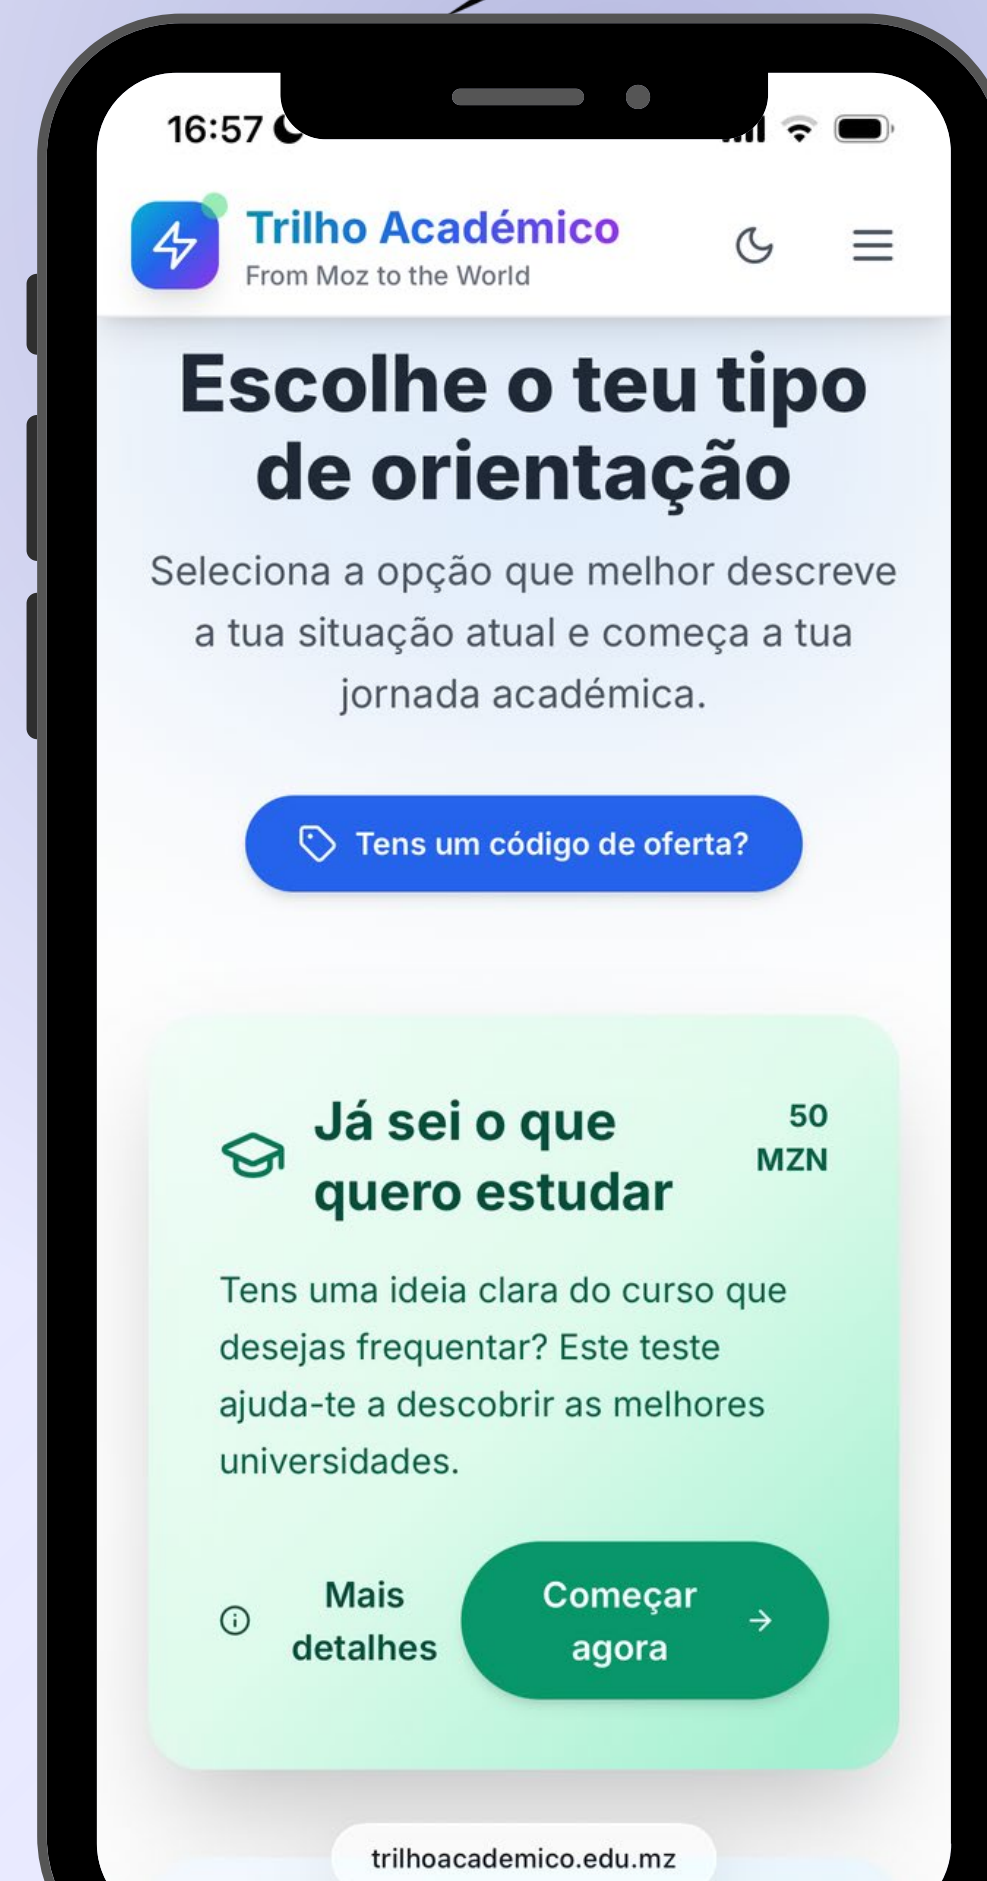 16:57
Trilho Académico
From Moz to the World
Escolhe o teu tipo
de orientação
Seleciona a opção que melhor descreve
a tua situação atual e começa a tua
jornada académica.
Tens um código de oferta?
Já sei o que
quero estudar
50
MZN
Tens uma ideia clara do curso que
desejas frequentar? Este teste
ajuda-te a descobrir as melhores
universidades.
Mais
detalhes
Começar
agora
trilhoacademico.edu.mz